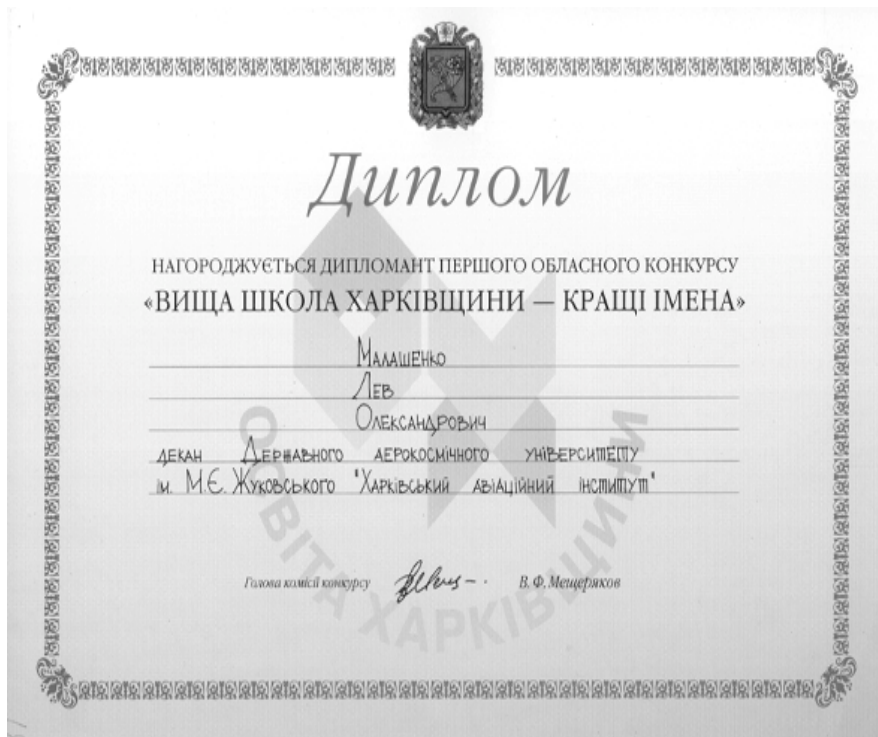 Диплом
НАГОРОДЖУЄТЬСЯ ДИПЛОМАНТ ПЕРШОГО ОБЛАСНОГО КОНКУРСУ
«ВИЩА ШКОЛА ХАРКІВЩИНИ — КРАЩІ ІМЕНА»
Малашенко
Лев
Олександрович
декан Державного аерокосмічного університету
ім. М.Є. Жуковського "Харківський авіаційний інститут"
Голова комісії конкурсу В. Ф. Мещеряков
ОСВІТА ХАРКІВЩИНИ